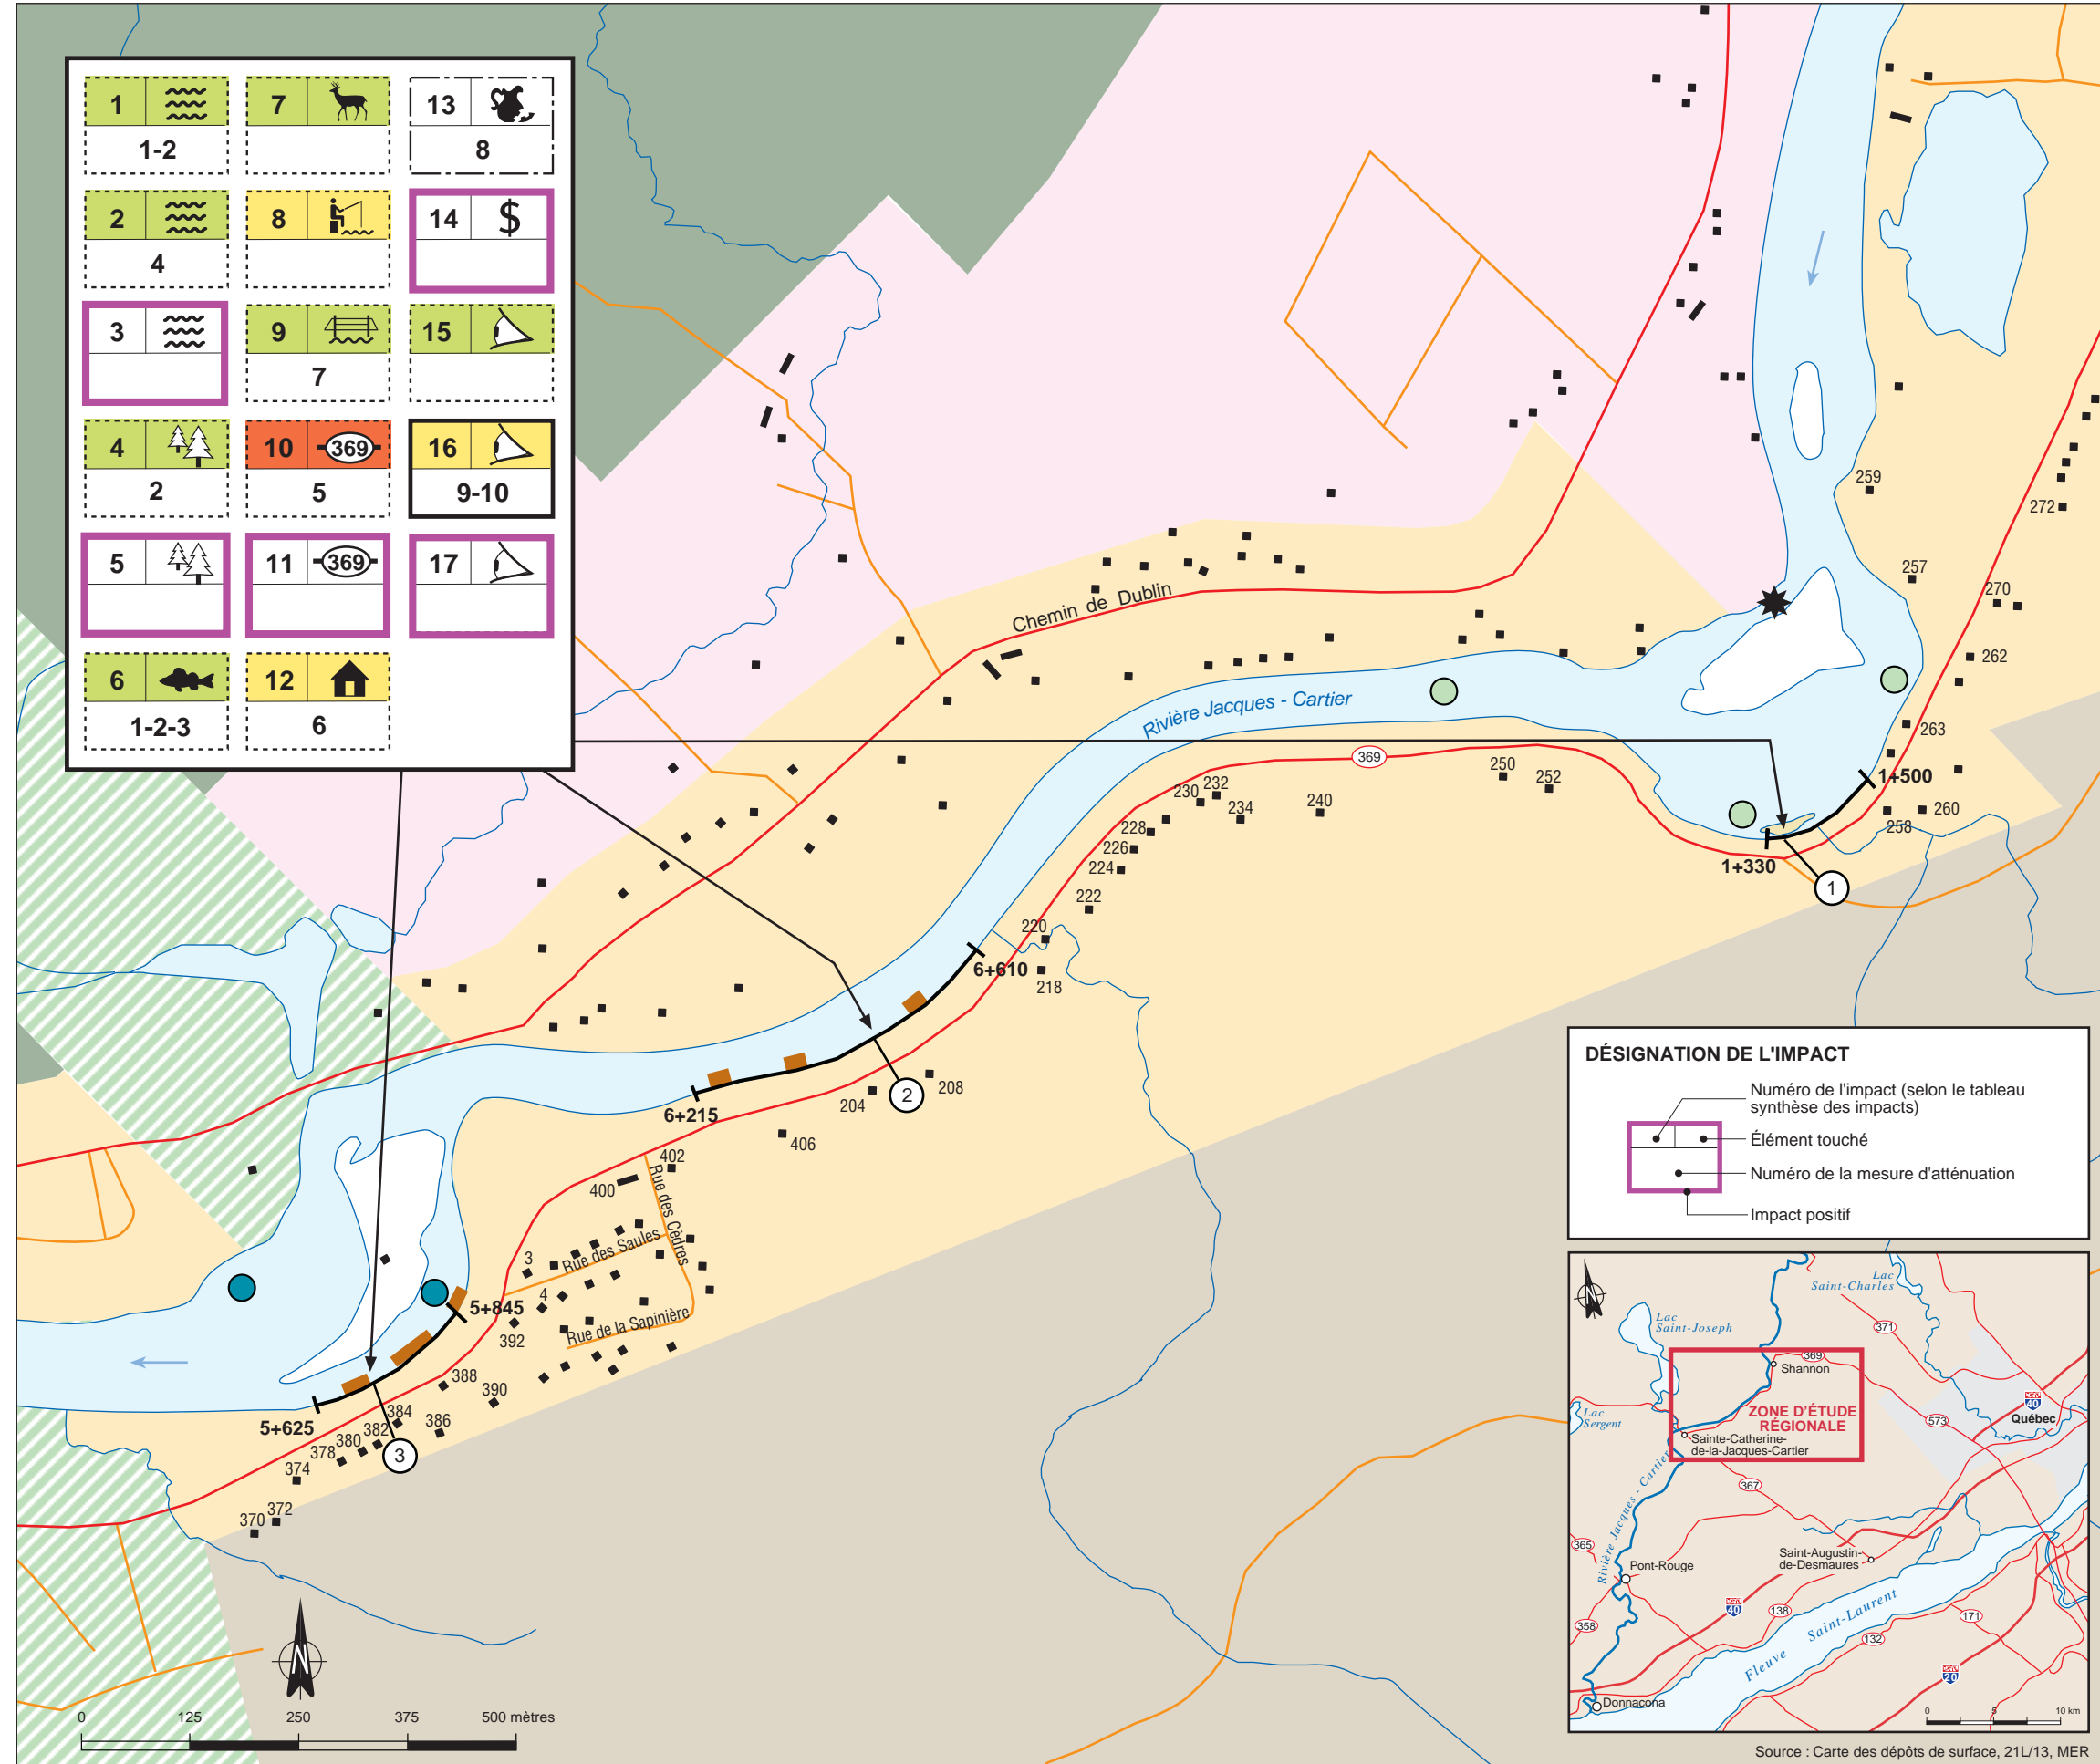 1
1-2
7
13
8
2
4
8
14
$
3
9
7
15
4
2
10
369
5
16
9-10
5
11
369
17
6
1-2-3
12
6
Chemin de Dublin
Rivière Jacques - Cartier
369
259
272
257
270
262
263
1+500
260
258
1+330
1
250
252
240
234
232
230
228
226
224
222
220
218
6+610
208
204
2
6+215
406
402
400
Rue des Cèdres
Rue des Saules
3
4
Rue de la Sapinière
392
5+845
388
390
386
384
382
380
378
374
372
370
5+625
3
DÉSIGNATION DE L'IMPACT
Numéro de l'impact (selon le tableau
synthèse des impacts)
Élément touché
Numéro de la mesure d'atténuation
Impact positif
N
Lac
Saint-Charles
Lac
Saint-Joseph
371
369
Shannon
ZONE D'ÉTUDE
RÉGIONALE
Lac
Sergent
Sainte-Catherine-
de-la-Jacques-Cartier
573
40
Québec
367
Rivière Jacques - Cartier
365
Pont-Rouge
Saint-Augustin-
de-Desmaures
40
138
358
171
132
Fleuve Saint-Laurent
20
Donnacona
0 5 10 km
N
0 125 250 375 500 mètres
Source : Carte des dépôts de surface, 21L/13, MER